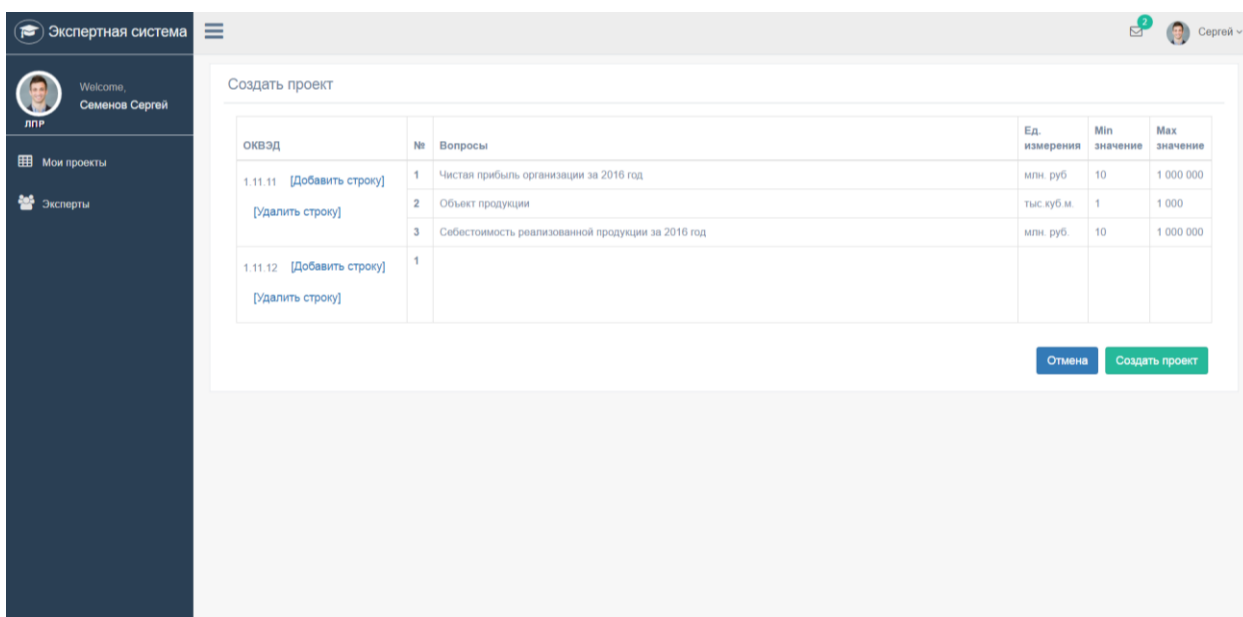 Экспертная система
2
Сергей
Welcome,
Семенов Сергей
ЛПР
Мои проекты
Эксперты
Создать проект
ОКВЭД № Вопросы Ед. измерения Min значение Max значение
1.11.11 [Добавить строку] [Удалить строку]
1 Чистая прибыль организации за 2016 год млн. руб 10 1 000 000
2 Объект продукции тыс.куб.м. 1 1 000
3 Себестоимость реализованной продукции за 2016 год млн. руб. 10 1 000 000
1.11.12 [Добавить строку] 1
[Удалить строку]
Отмена Создать проект